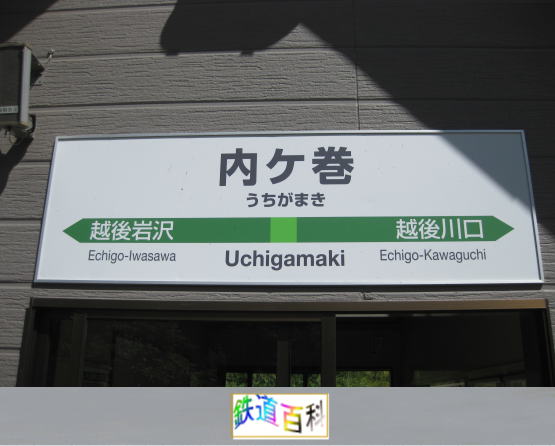 内ケ巻
うちがまき
越後岩沢 越後川口
Echigo-Iwasawa Uchigamaki Echigo-Kawaguchi
鉄道百科